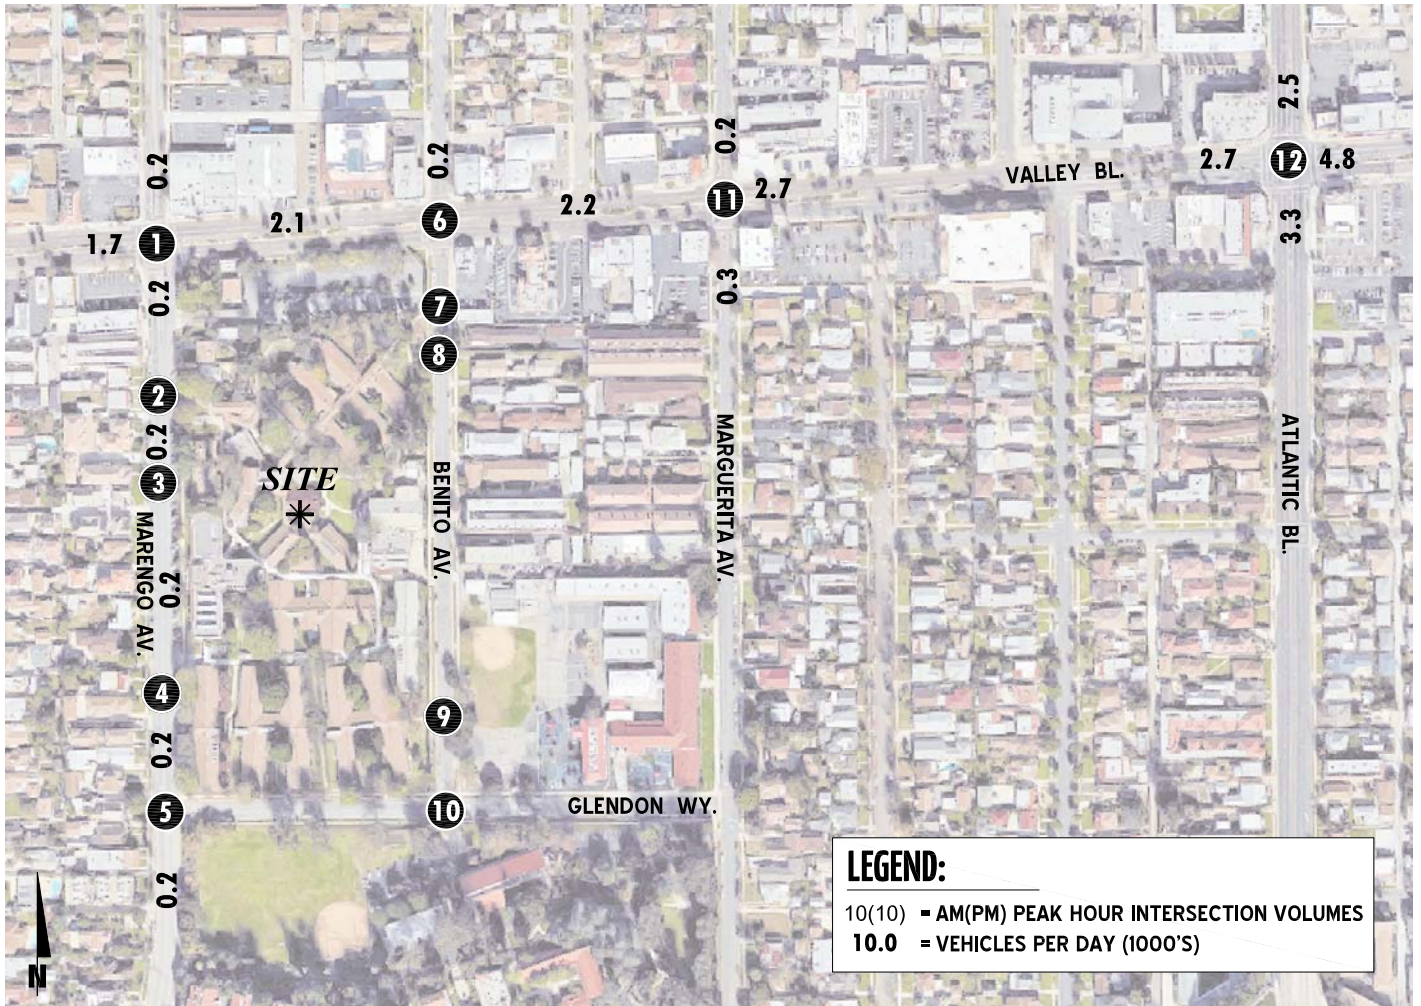 2.5
0.2
0.2
0.2
2.7
12
4.8
VALLEY BL.
11
2.7
2.2
2.1
6
1.7
1
3.3
0.2
0.3
7
8
2
0.2
3
SITE
MARENGO AV.
BENITO AV.
MARGUERITA AV.
ATLANTIC BL.
0.2
4
9
0.2
5
10
GLENDON WY.
0.2
LEGEND:
10(10) = AM(PM) PEAK HOUR INTERSECTION VOLUMES
10.0 = VEHICLES PER DAY (1000'S)
N